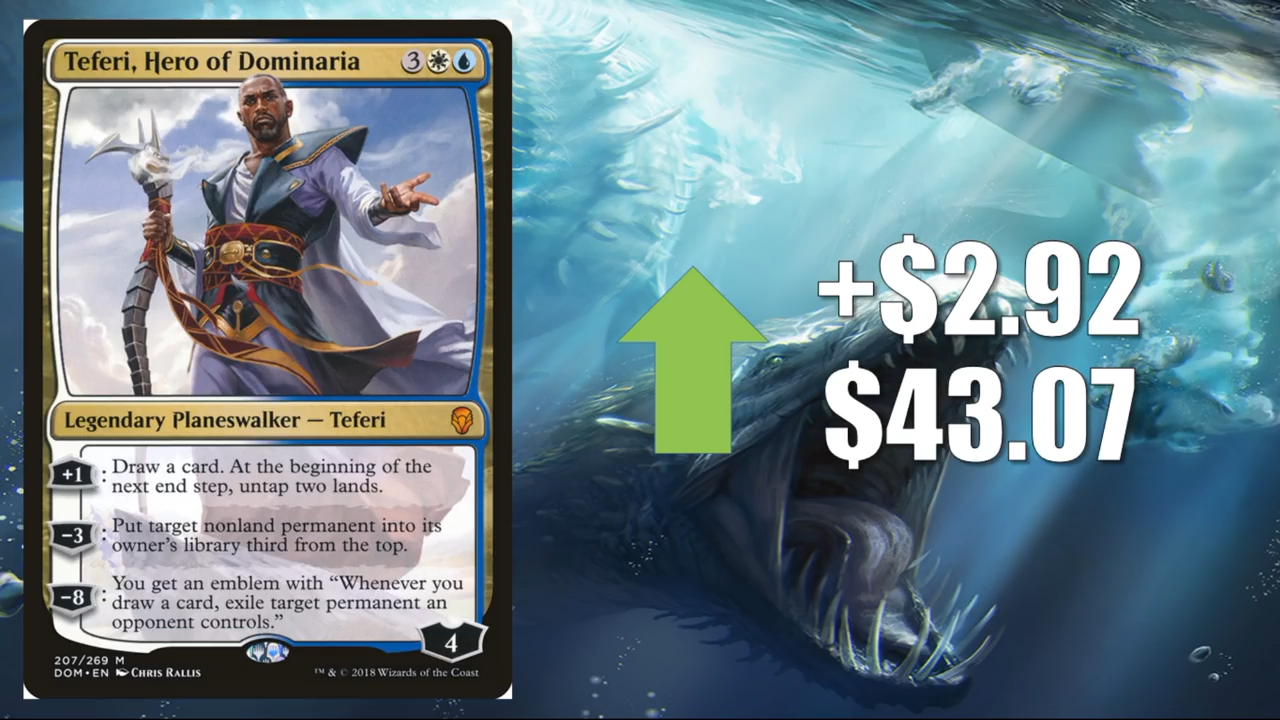 Teferi, Hero of Dominaria 3
Legendary Planeswalker — Teferi
+1 : Draw a card. At the beginning of the
next end step, untap two lands.
−3 : Put target nonland permanent into its
owner's library third from the top.
−8 : You get an emblem with “Whenever you
draw a card, exile target permanent an
opponent controls.”
4
207/269 M
DOM • EN Chris Rallis
™ & © 2018 Wizards of the Coast
+$2.92
$43.07